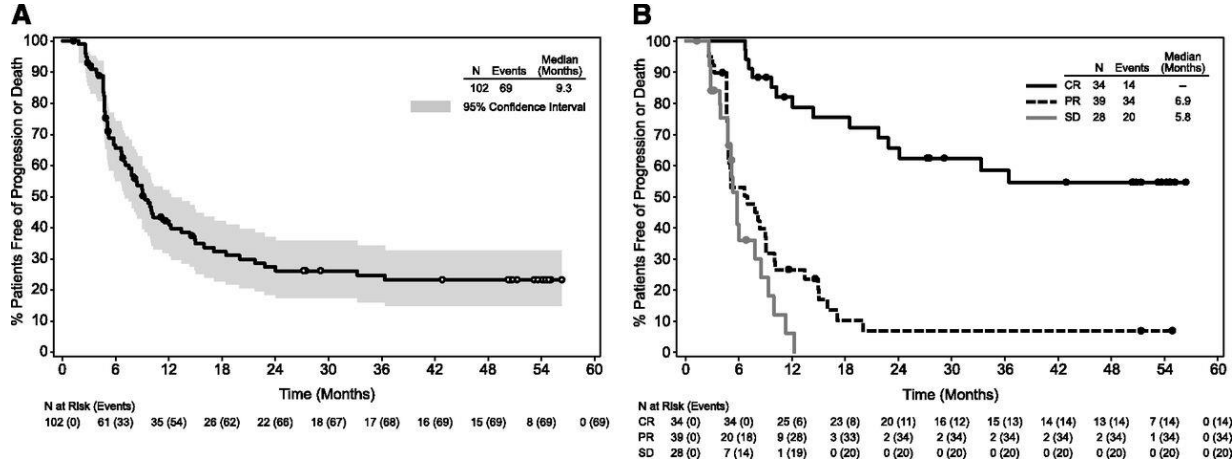 A
% Patients Free of Progression or Death
100
90
80
70
60
50
40
30
20
10
0
N Events Median (Months)
102 69 9.3
95% Confidence Interval
0 6 12 18 24 30 36 42 48 54 60
Time (Months)
N at Risk (Events)
102 (0) 61 (33) 35 (54) 26 (62) 22 (66) 18 (67) 17 (68) 16 (69) 15 (69) 8 (69) 0 (69)
B
% Patients Free of Progression or Death
100
90
80
70
60
50
40
30
20
10
0
N Events Median (Months)
CR 34 14 –
PR 39 34 6.9
SD 28 20 5.8
0 6 12 18 24 30 36 42 48 54 60
Time (Months)
N at Risk (Events)
CR 34 (0) 34 (0) 25 (6) 23 (8) 20 (11) 16 (12) 15 (13) 14 (14) 13 (14) 7 (14) 0 (14)
PR 39 (0) 20 (18) 9 (28) 3 (33) 2 (34) 2 (34) 2 (34) 2 (34) 2 (34) 1 (34) 0 (34)
SD 28 (0) 7 (14) 1 (19) 0 (20) 0 (20) 0 (20) 0 (20) 0 (20) 0 (20) 0 (20) 0 (20)